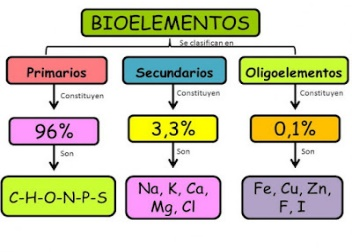 BIOELEMENTOS
Se clasifican en
Primarios
Secundarios
Oligoelementos
Constituyen
Constituyen
Constituyen
96%
3,3%
0,1%
Son
Son
Son
C-H-O-N-P-S
Na, K, Ca,
Mg, Cl
Fe, Cu, Zn,
F, I